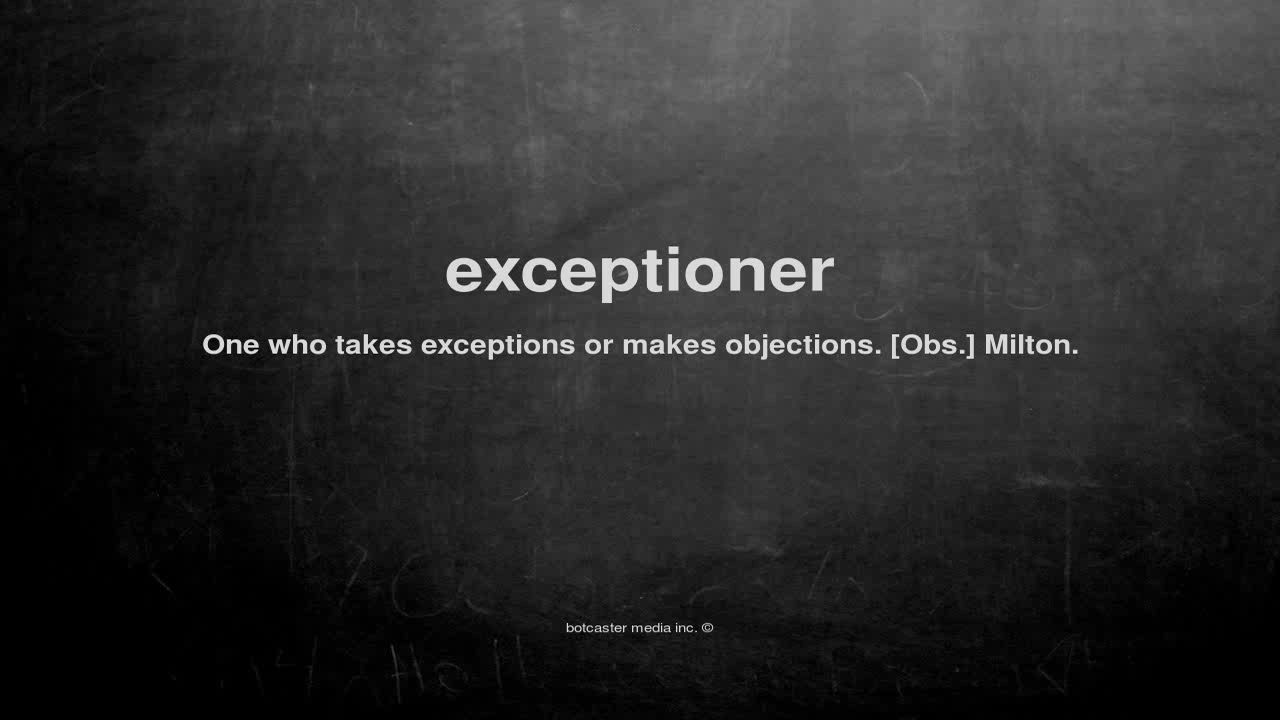 exceptioner
One who takes exceptions or makes objections. [Obs.] Milton.
botcaster media inc. ©